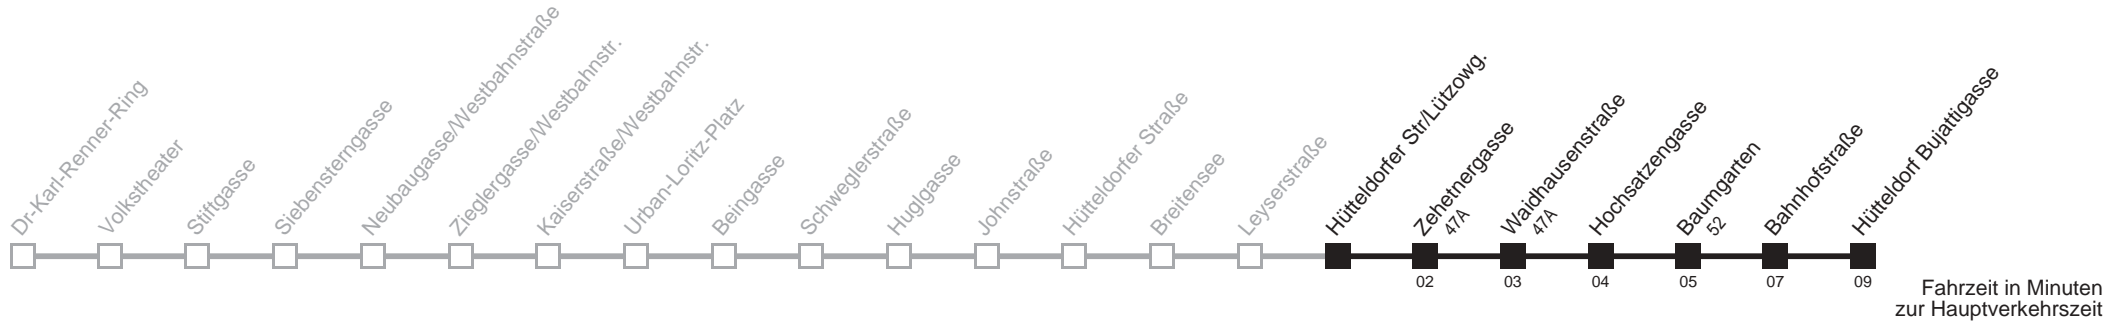 Dr-Karl-Renner-Ring
Volkstheater
Stiftgasse
Siebensterngasse
Neubaugasse/Westbahnstraße
Zieglergasse/Westbahnstr.
Kaiserstraße/Westbahnstr.
Urban-Loritz-Platz
Beingasse
Schweglerstraße
Huglgasse
Johnstraße
Hütteldorfer Straße
Breitensee
Leyserstraße
Hütteldorfer Str/Lützowg.
Zehetnergasse
47A
Waidhausenstraße
47A
Hochsatzengasse
Baumgarten
52
Bahnhofstraße
Hütteldorf Bujattigasse
02
03
04
05
07
09
Fahrzeit in Minuten
zur Hauptverkehrszeit